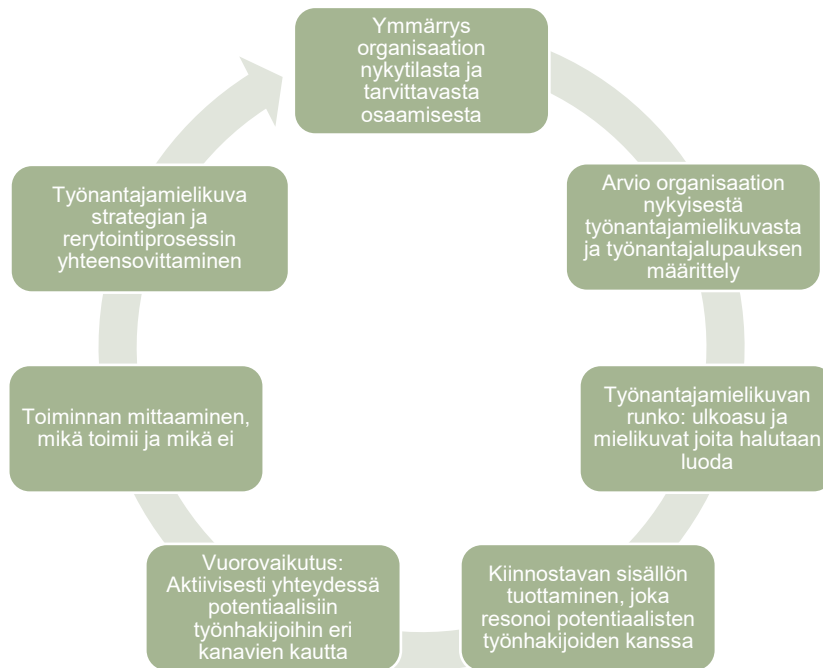 Ymmärrys
organisaation
nykytilasta ja
tarvittavasta
osaamisesta
Arvio organisaation
nykyisestä
työnantajamielikuvasta
ja työnantajalupauksen
määrittely
Työnantajamielikuvan
runko: ulkoasu ja
mielikuvat joita halutaan
luoda
Kiinnostavan sisällön
tuottaminen, joka
resonoi potentiaalisten
työnhakijoiden kanssa
Vuorovaikutus:
Aktiivisesti yhteydessä
potentiaalisiin
työnhakijoihin eri
kanavien kautta
Toiminnan mittaaminen,
mikä toimii ja mikä ei
Työnantajamielikuva
strategian ja
rerytointiprosessin
yhteensovittaminen